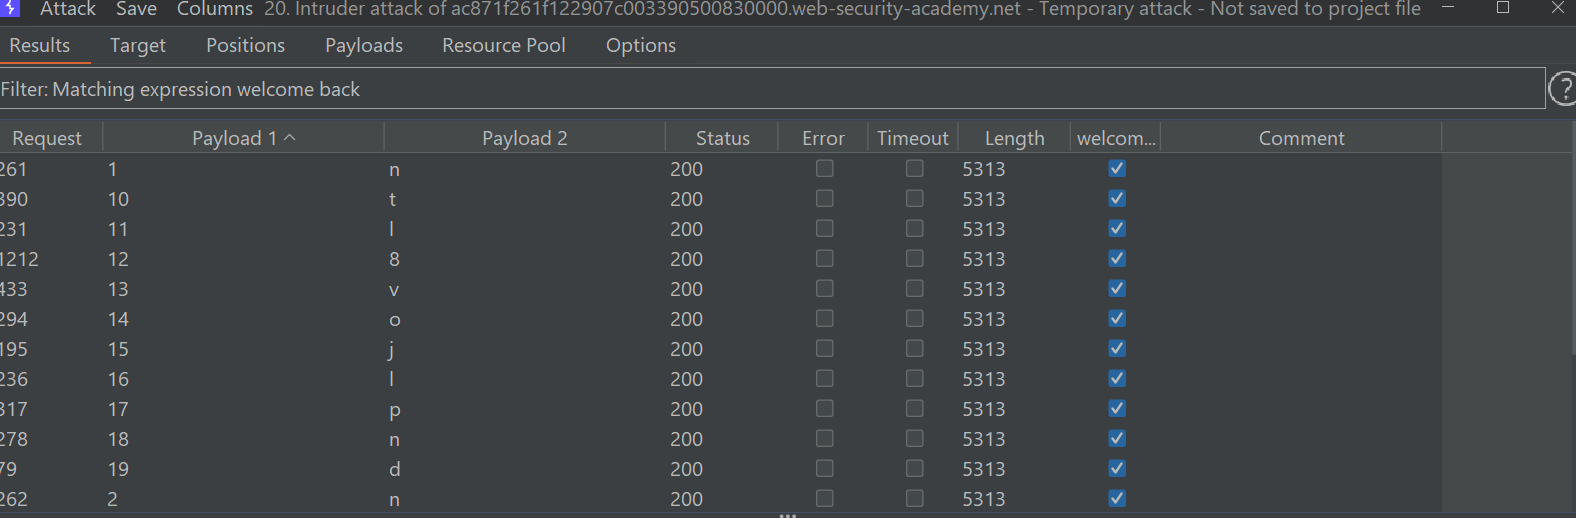 Attack Save Columns 20. Intruder attack of ac871f261f122907c003390500830000.web-security-academy.net - Temporary attack - Not saved to project file
Results Target Positions Payloads Resource Pool Options
Filter: Matching expression welcome back ?
Request Payload 1 Payload 2 Status Error Timeout Length welcom... Comment
261 1 n 200 5313
390 10 t 200 5313
231 11 l 200 5313
1212 12 8 200 5313
433 13 v 200 5313
294 14 o 200 5313
195 15 j 200 5313
236 16 l 200 5313
317 17 p 200 5313
278 18 n 200 5313
79 19 d 200 5313
262 2 n 200 5313